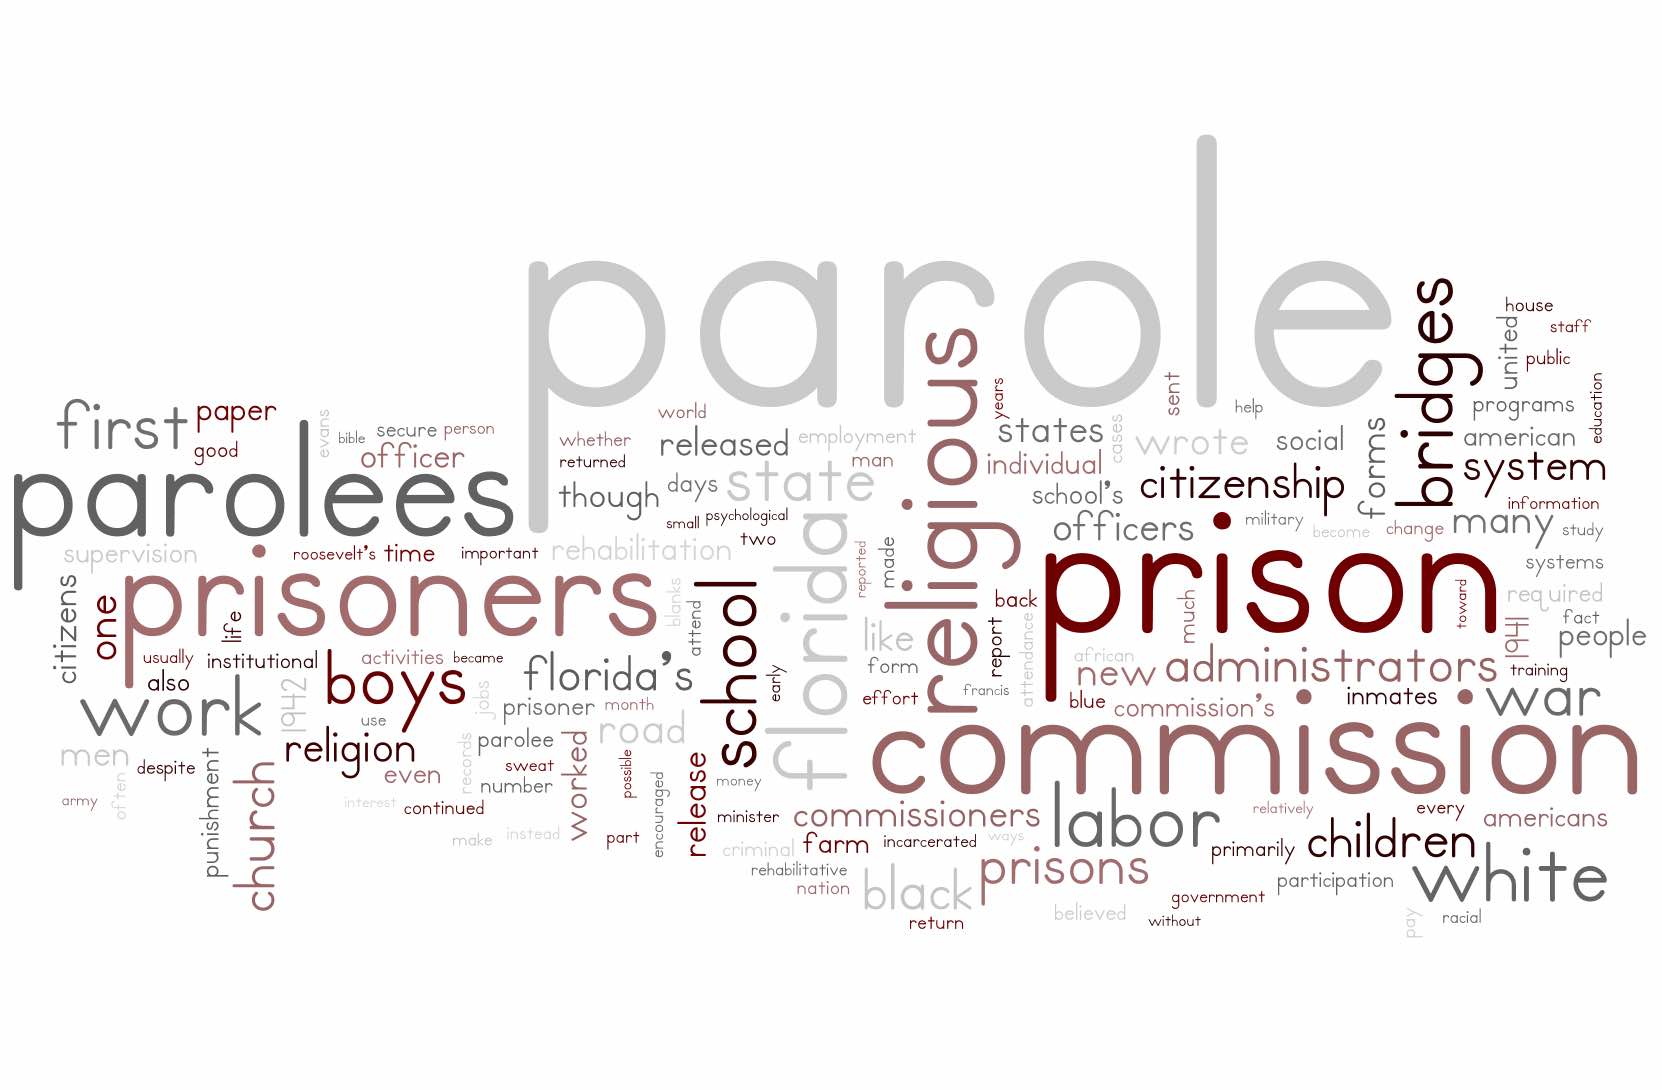 parole
bridges
house
staff
united
public
education
programs
american
system
information
many
study
systems
required
fact
people
1941
training
first
paper
good
evans
bible
secure
person
officer
parolees
world
whether
returned
released
employment
man
though
days
state
small
psychological
two
religious
years
states
individual
cases
sent
wrote
help
social
forms
citizenship
school's
officers
military
become
change
supervision
roosevelt's
time
important
rehabilitation
florida
reported
made
prison
much
toward
citizens
one
prisoners
life
blanks
attend
school
early
like
form
effort
francis
back
report
attendance
african
new
blue
administrators
commission's
inmates
war
usually
also
institutional
activities
became
boys
florida's
prisoner
month
jobs
work
1942
use
religion
parolee
road
commission
men
despite
army
often
punishment
church
even
records
sweat
number
worked
possible
encouraged
release
money
minister
interest
continued
make
instead
part
commissioners
labor
relatively
every
americans
criminal
farm
incarcerated
ways
primarily
children
rehabilitative
nation
black
prisons
participation
white
return
believed
government
without
pay
racial